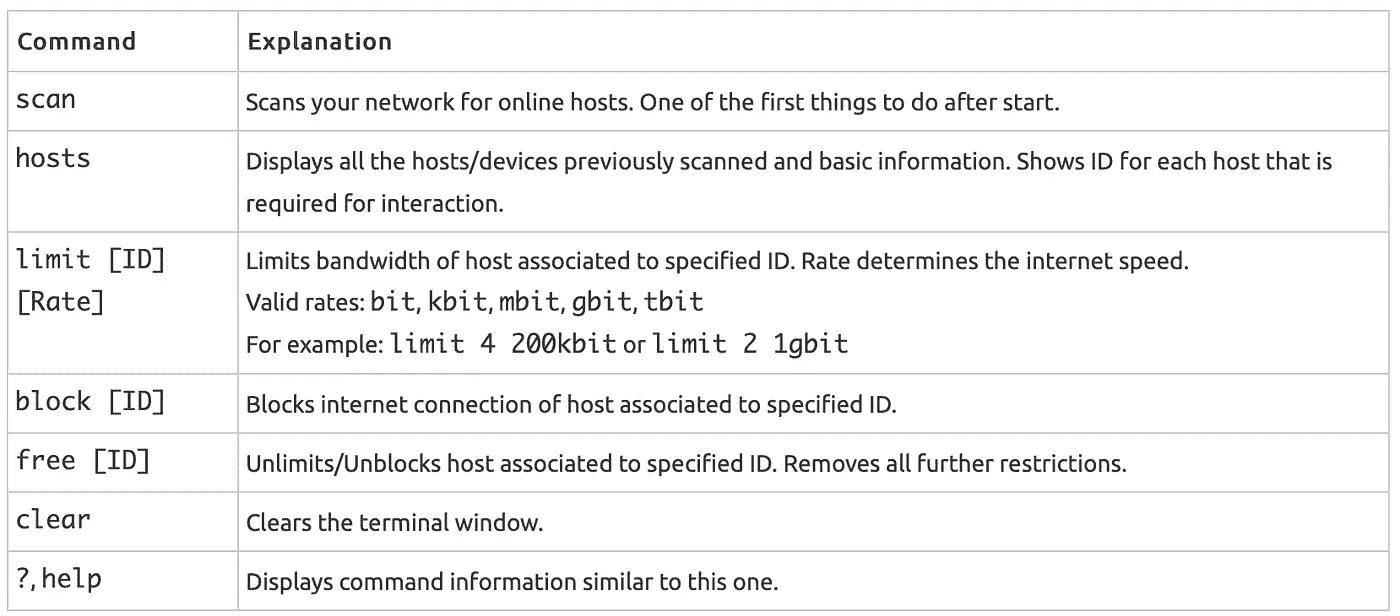 Command Explanation
scan Scans your network for online hosts. One of the first things to do after start.
hosts Displays all the hosts/devices previously scanned and basic information. Shows ID for each host that is
required for interaction.
limit [ID] Limits bandwidth of host associated to specified ID. Rate determines the internet speed.
[Rate] Valid rates: bit, kbit, mbit, gbit, tbit
For example: limit 4 200kbit or limit 2 1gbit
block [ID] Blocks internet connection of host associated to specified ID.
free [ID] Unlimits/Unblocks host associated to specified ID. Removes all further restrictions.
clear Clears the terminal window.
?, help Displays command information similar to this one.